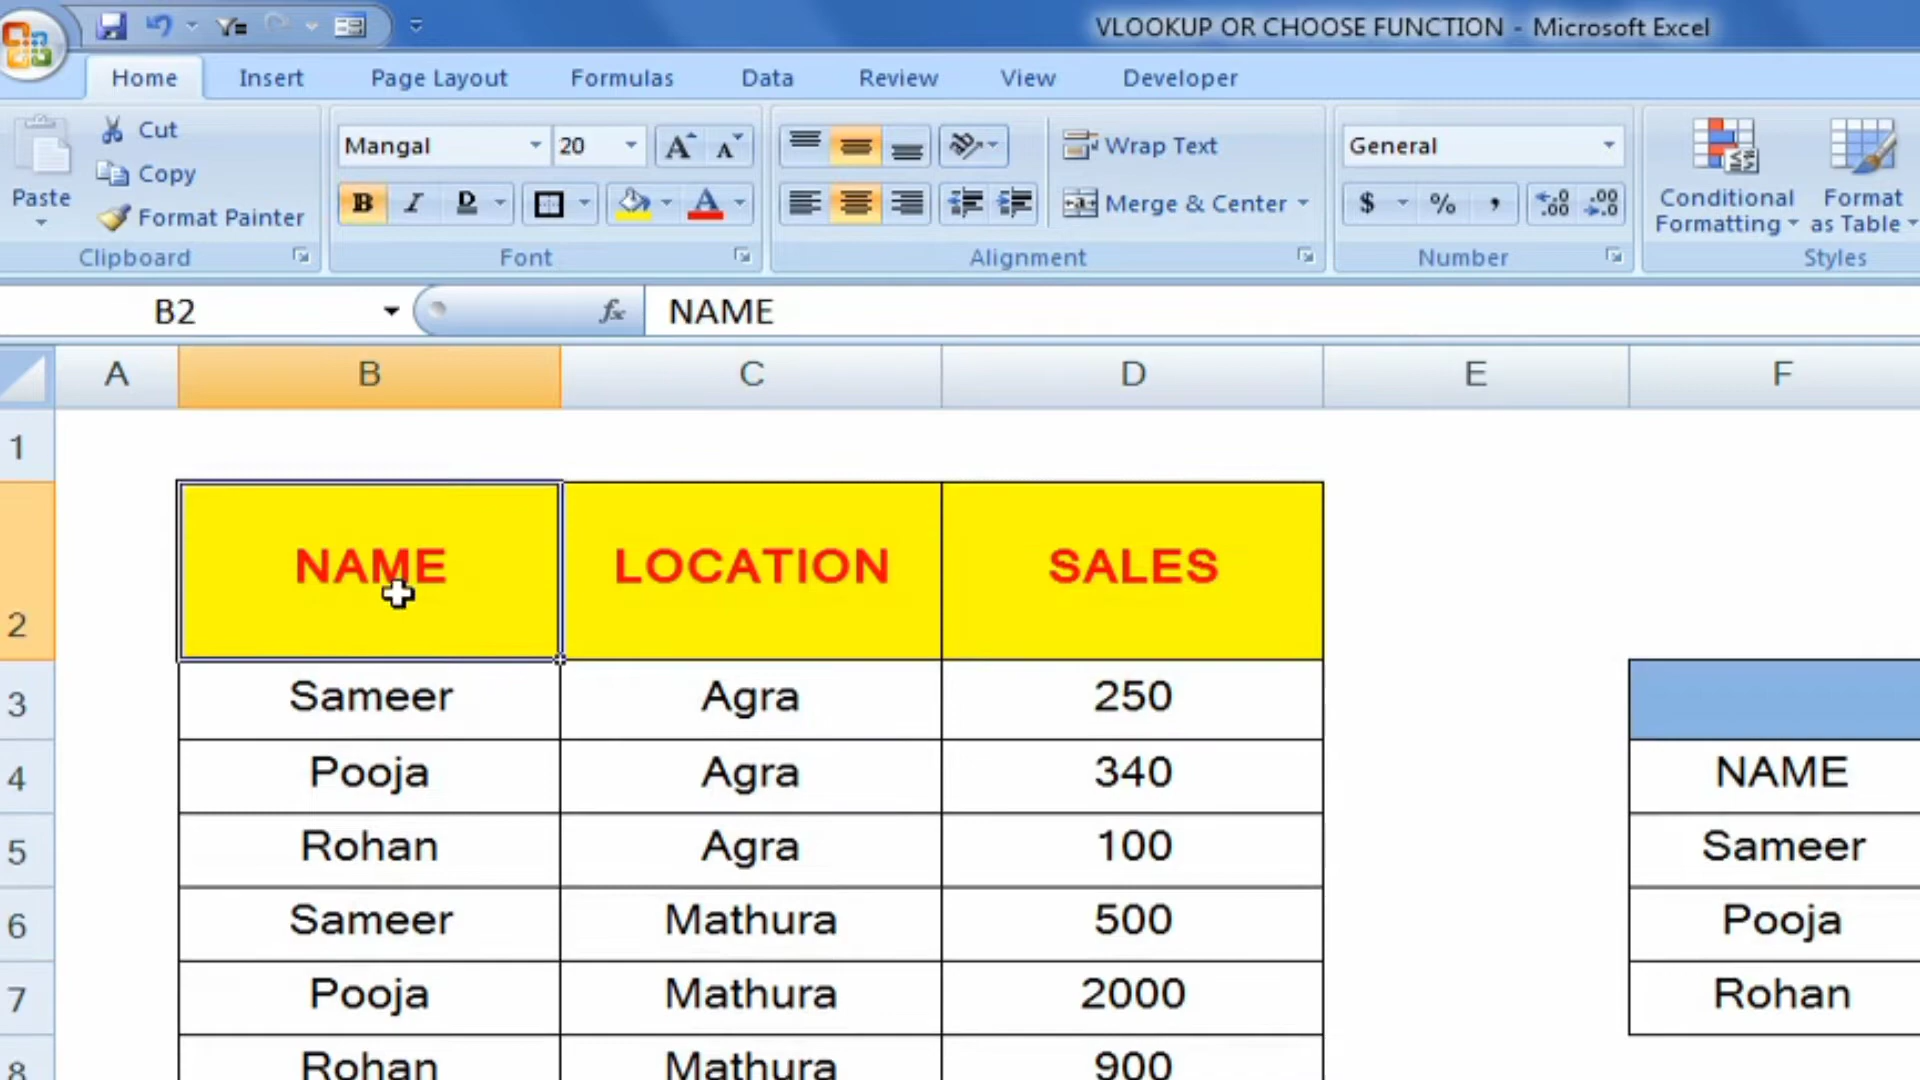 VLOOKUP OR CHOOSE FUNCTION - Microsoft Excel
Home Insert Page Layout Formulas Data Review View Developer
Cut
Copy
Paste
Format Painter
Clipboard
Mangal 20
B I D
Font
Wrap Text
Merge & Center
Alignment
General
$ % ,
Number
Conditional Formatting
Format as Table
Styles
B2 fx NAME
A B C D E F
1
2 NAME LOCATION SALES
3 Sameer Agra 250
4 Pooja Agra 340 NAME
5 Rohan Agra 100 Sameer
6 Sameer Mathura 500 Pooja
7 Pooja Mathura 2000 Rohan
8 Rohan Mathura 900